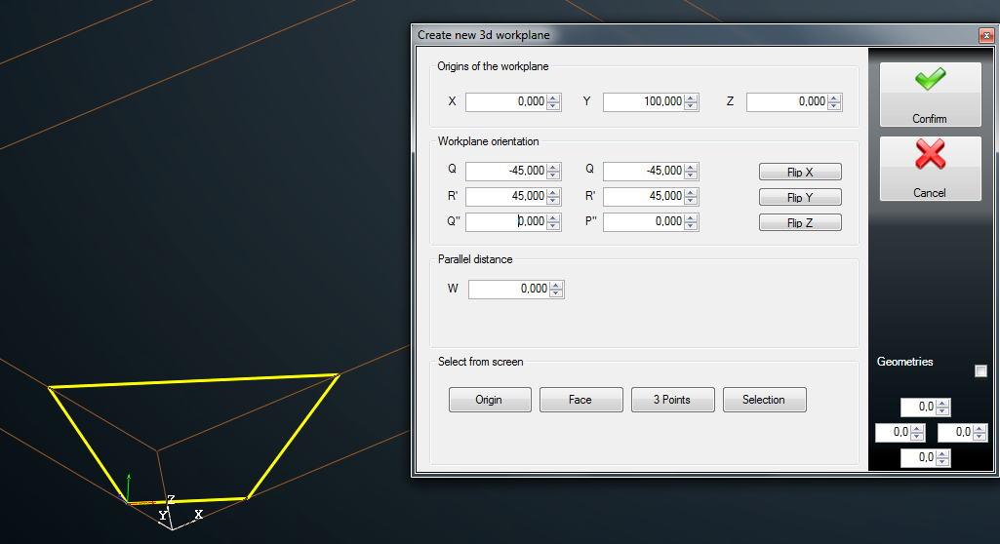 Create new 3d workplane
x
Origins of the workplane
X 0,000 Y 100,000 Z 0,000
Confirm
Workplane orientation
Q -45,000 Q -45,000 Flip X
R' 45,000 R' 45,000 Flip Y
Q" 0,000 P" 0,000 Flip Z
Cancel
Parallel distance
W 0,000
Select from screen
Origin Face 3 Points Selection
Geometries
0,0
0,0 0,0
0,0
Z
Y X